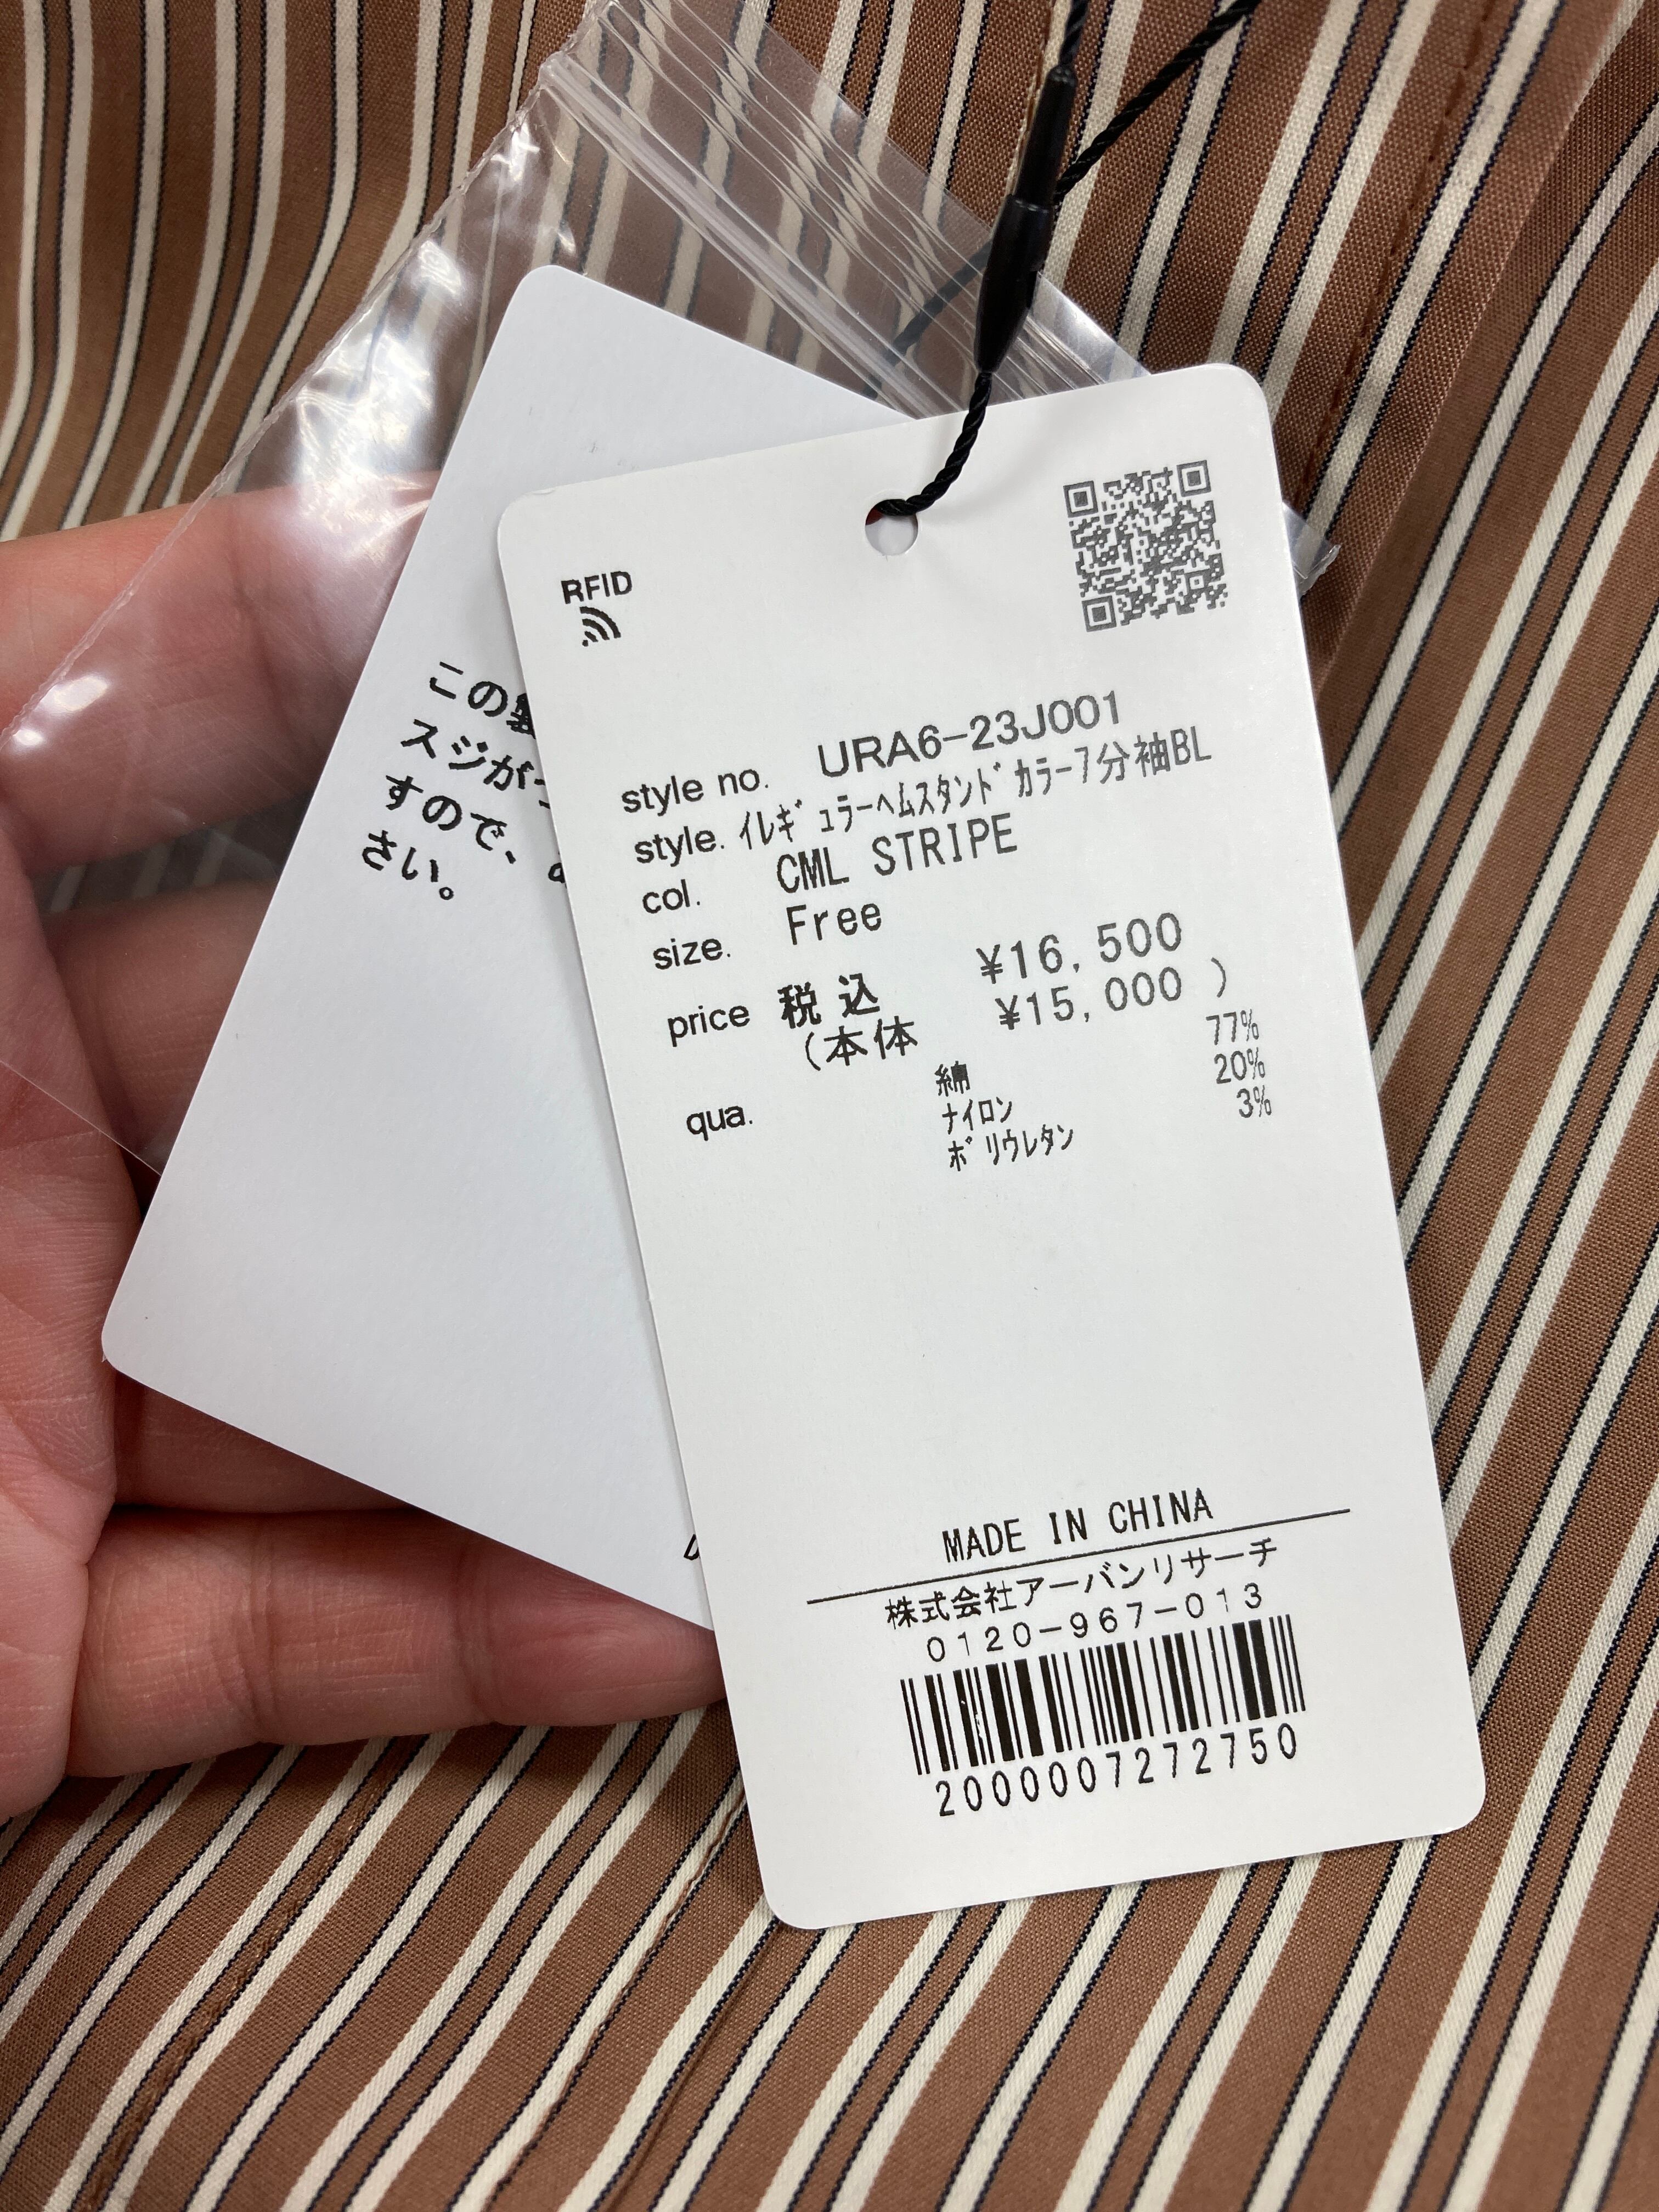 RFID
style no. URA6-23J001
style. イレギュラーヘムスタンドカラー7分袖BL
col. CML STRIPE
size. Free
price 税込 ¥16,500
(本体 ¥15,000 )
qua. 綿 77%
ナイロン 20%
ポリウレタン 3%
MADE IN CHINA
株式会社アーバンリサーチ
0120-967-013
2000007272750
この
スジが
すので、
さい。